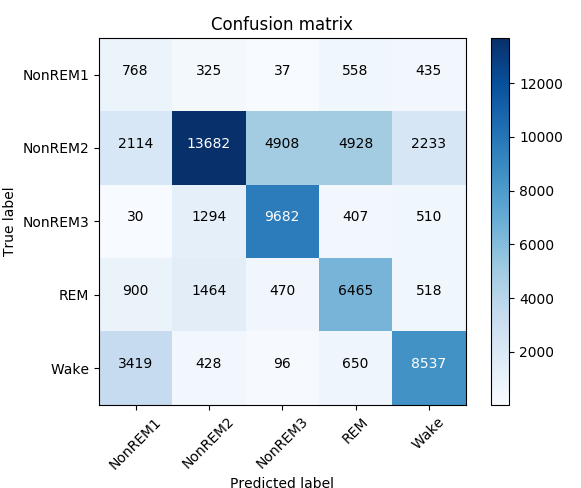 Confusion matrix
NonREM1 768 325 37 558 435
NonREM2 2114 13682 4908 4928 2233
NonREM3 30 1294 9682 407 510
REM 900 1464 470 6465 518
Wake 3419 428 96 650 8537
NonREM1 NonREM2 NonREM3 REM Wake
True label
Predicted label
12000
10000
8000
6000
4000
2000